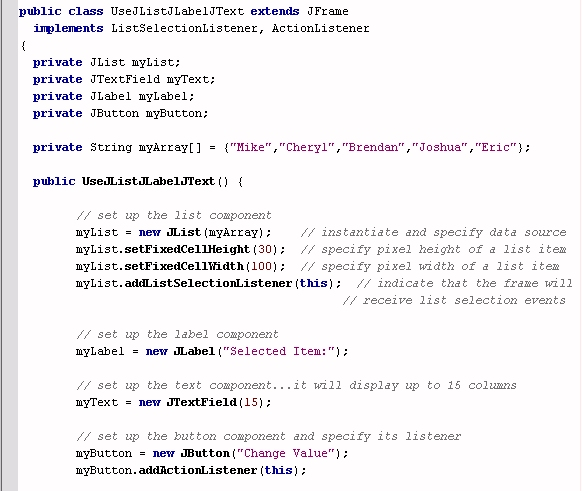 public class UseJListJLabelJText extends JFrame
implements ListSelectionListener, ActionListener
{
private JList myList;
private JTextField myText;
private JLabel myLabel;
private JButton myButton;
private String myArray[] = {"Mike","Cheryl","Brendan","Joshua","Eric"};
public UseJListJLabelJText() {
// set up the list component
myList = new JList(myArray); // instantiate and specify data source
myList.setFixedCellHeight(30); // specify pixel height of a list item
myList.setFixedCellWidth(100); // specify pixel width of a list item
myList.addListSelectionListener(this); // indicate that the frame will
// receive list selection events
// set up the label component
myLabel = new JLabel("Selected Item:");
// set up the text component...it will display up to 15 columns
myText = new JTextField(15);
// set up the button component and specify its listener
myButton = new JButton("Change Value");
myButton.addActionListener(this);